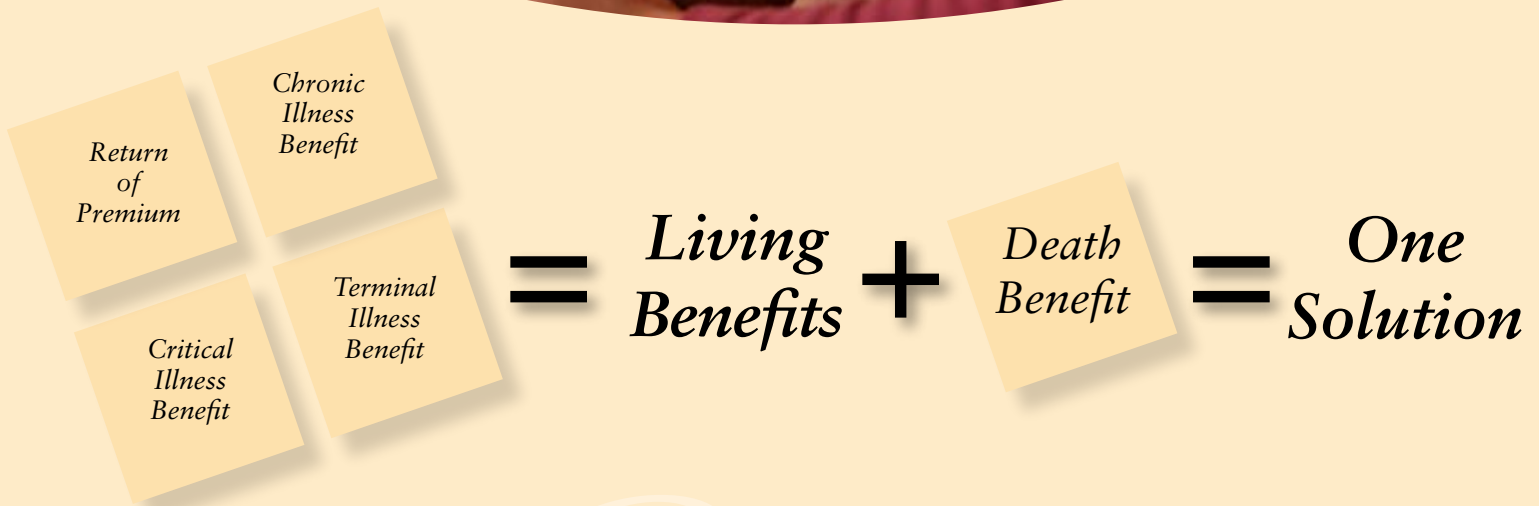 Return
of
Premium
Chronic
Illness
Benefit
Critical
Illness
Benefit
Terminal
Illness
Benefit
=
Living
Benefits
+
Death
Benefit
=
One
Solution